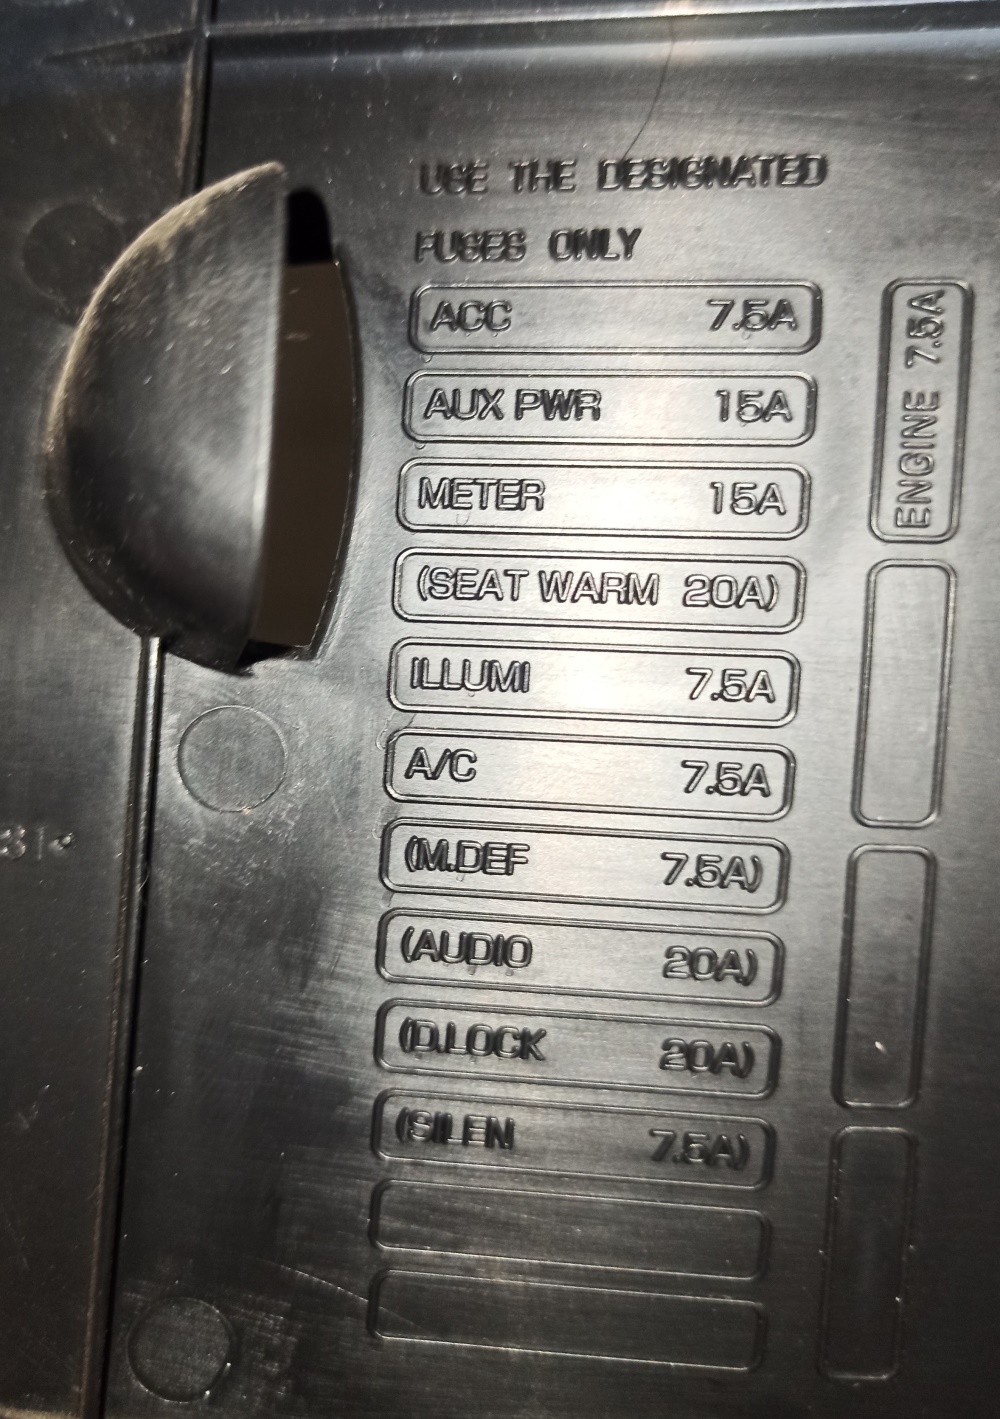 USE THE DESIGNATED
FUSES ONLY
ACC 7.5A
AUX PWR 15A
METER 15A
(SEAT WARM 20A)
ILLUMI 7.5A
A/C 7.5A
(M.DEF 7.5A)
(AUDIO 20A)
(D.LOCK 20A)
(SILEN 7.5A)
ENGINE 7.5A